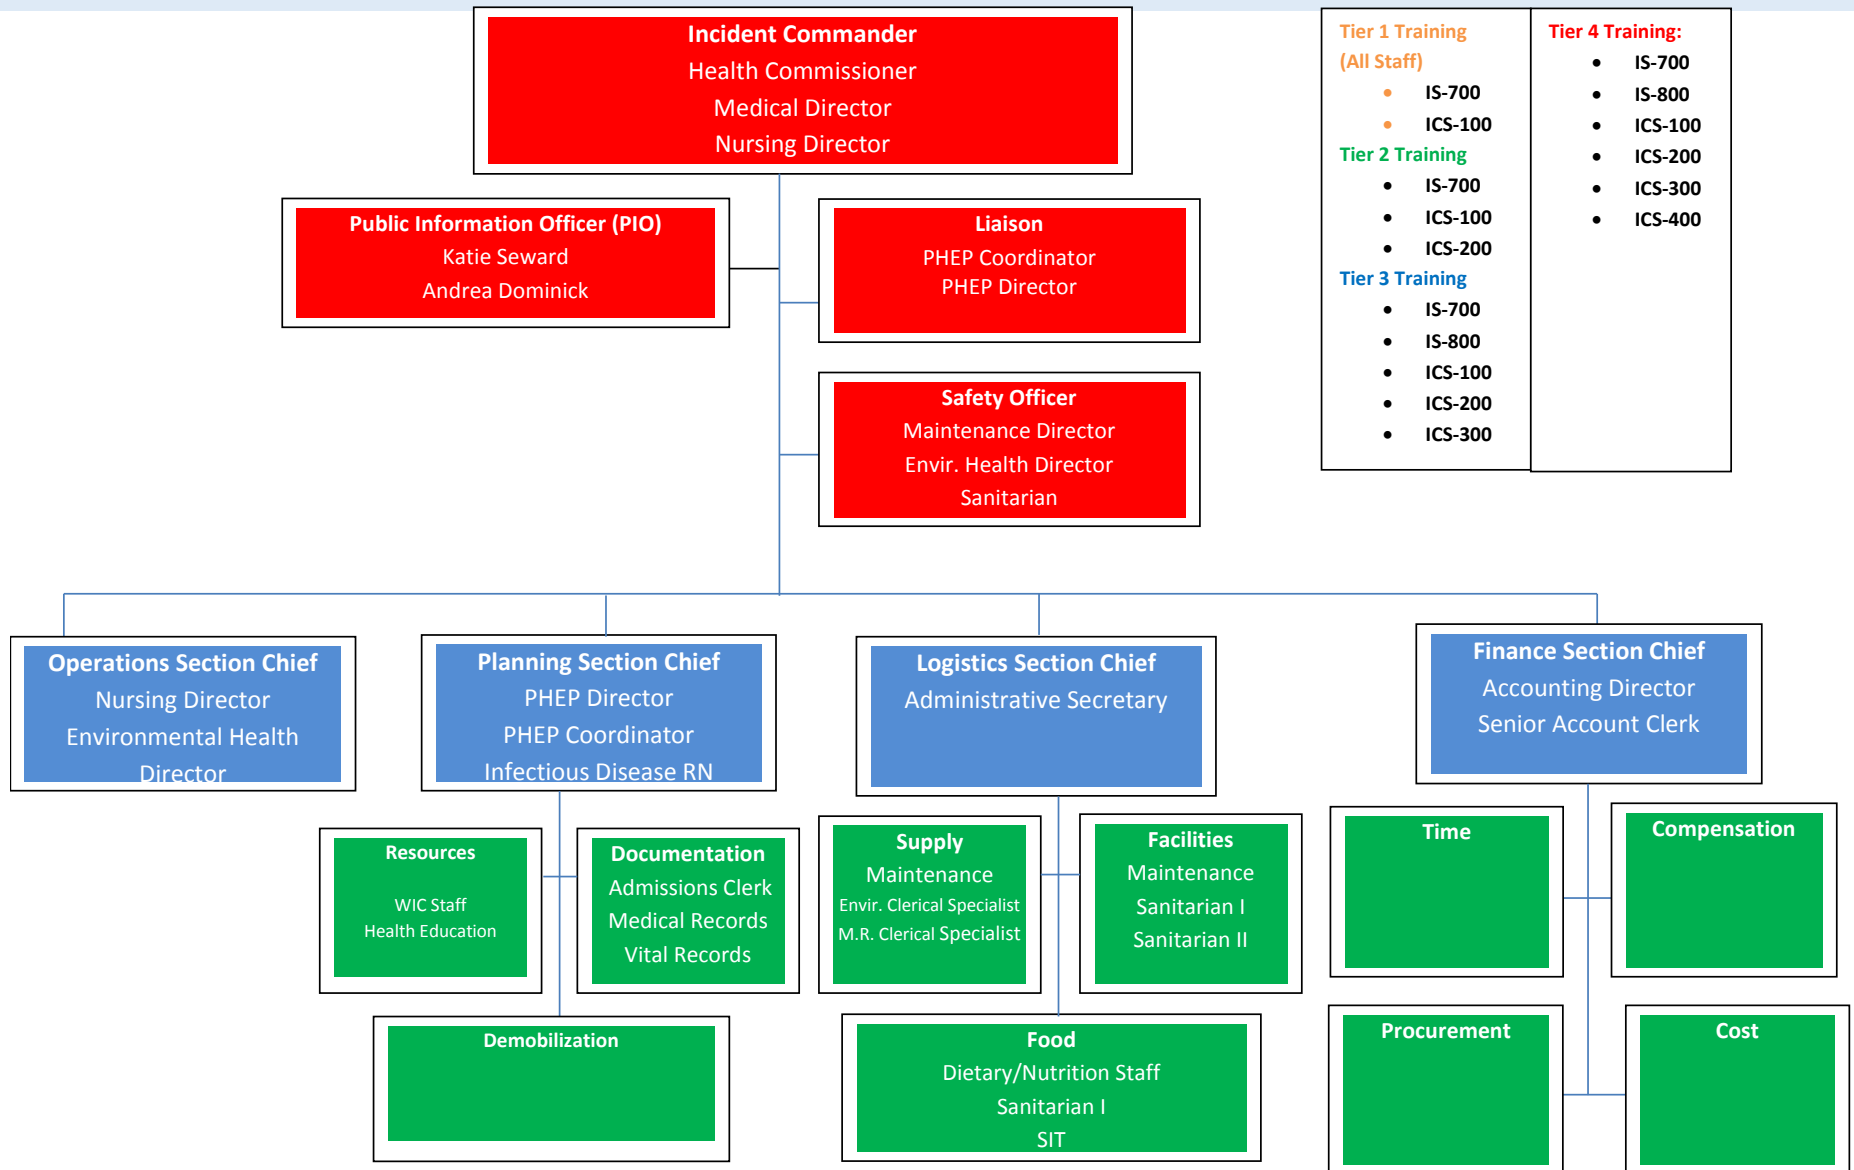 Incident Commander
Health Commissioner
Medical Director
Nursing Director
Tier 1 Training
(All Staff)
• IS-700
• ICS-100
Tier 2 Training
• IS-700
• ICS-100
• ICS-200
Tier 3 Training
• IS-700
• IS-800
• ICS-100
• ICS-200
• ICS-300
Tier 4 Training:
• IS-700
• IS-800
• ICS-100
• ICS-200
• ICS-300
• ICS-400
Public Information Officer (PIO)
Katie Seward
Andrea Dominick
Liaison
PHEP Coordinator
PHEP Director
Safety Officer
Maintenance Director
Envir. Health Director
Sanitarian
Operations Section Chief
Nursing Director
Environmental Health
Director
Planning Section Chief
PHEP Director
PHEP Coordinator
Infectious Disease RN
Logistics Section Chief
Administrative Secretary
Finance Section Chief
Accounting Director
Senior Account Clerk
Resources
WIC Staff
Health Education
Documentation
Admissions Clerk
Medical Records
Vital Records
Supply
Maintenance
Envir. Clerical Specialist
M.R. Clerical Specialist
Facilities
Maintenance
Sanitarian I
Sanitarian II
Time
Compensation
Demobilization
Food
Dietary/Nutrition Staff
Sanitarian I
SIT
Procurement
Cost